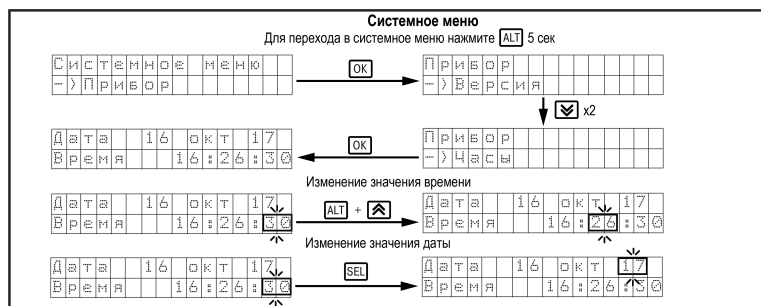 Системное меню
Для перехода в системное меню нажмите ALT 5 сек
Системное меню
OK
Прибор
->Прибор
->Версия
x2
Дата 16 окт 17
OK
Прибор
Время 16:26:30
->Часы
Изменение значения времени
Дата 16 окт 17
ALT +
Дата 16 окт 17
Время 16:26:30
Время 16:26:30
Изменение значения даты
Дата 16 окт 17
SEL
Дата 16 окт 17
Время 16:26:30
Время 16:26:30